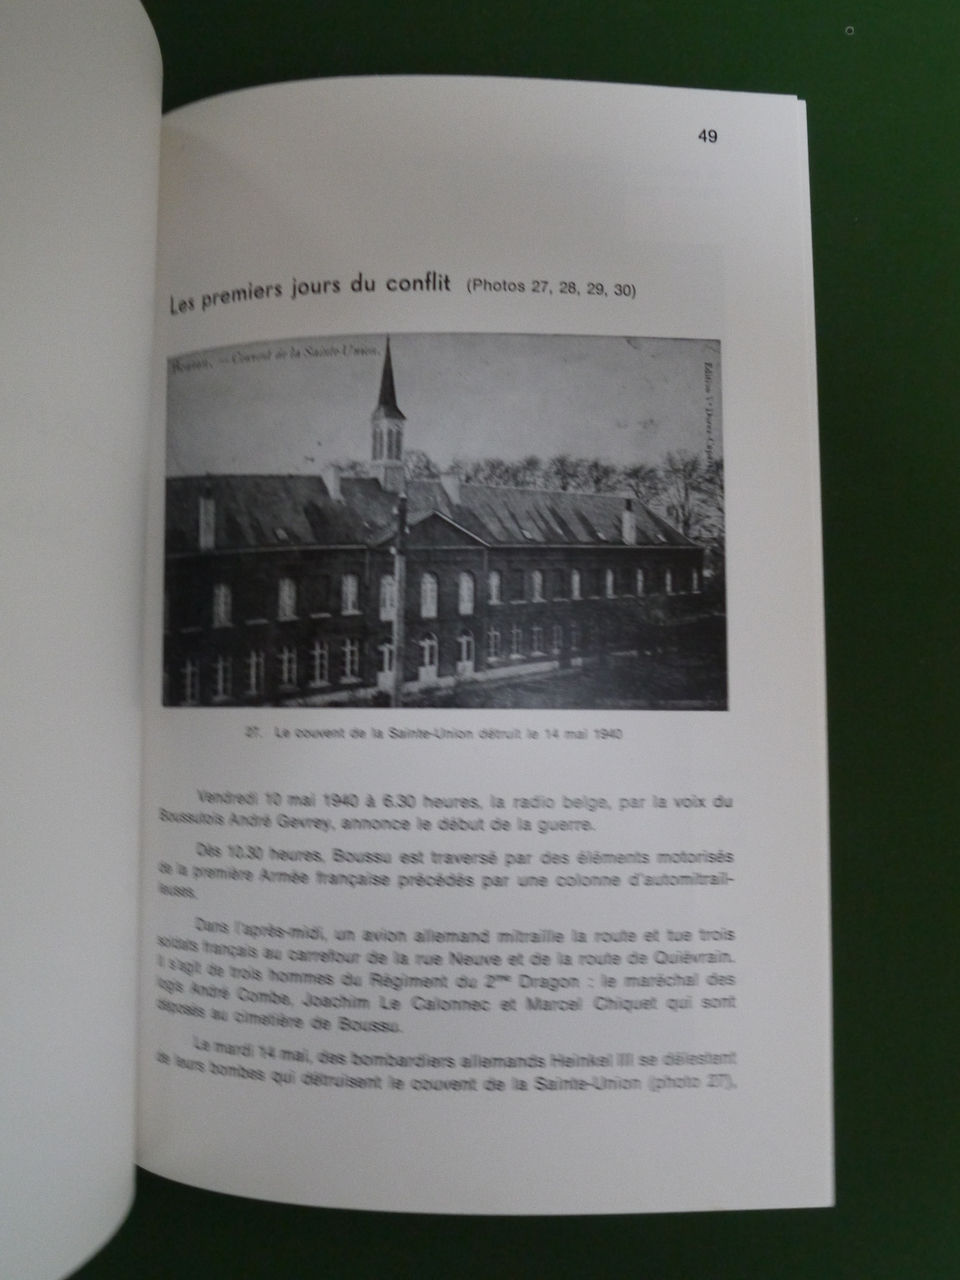 49
Les premiers jours du conflit (Photos 27, 28, 29, 30)
Boussu. — Couvent de la Sainte-Union.
Edition Vᵉ
27. Le couvent de la Sainte-Union détruit le 14 mai 1940
Vendredi 10 mai 1940 à 6.30 heures, la radio belge, par la voix du
Boussutois André Gevrey, annonce le début de la guerre.
Dès 10.30 heures, Boussu est traversé par des éléments motorisés
de la première Armée française précédés par une colonne d'automitrail-
leuses.
Dans l'après-midi, un avion allemand mitraille la route et tue trois
soldats français au carrefour de la rue Neuve et de la route de Quiévrain.
Il s'agit de trois hommes du Régiment du 2ᵐᵉ Dragon : le maréchal des
logis André Combe, Joachim Le Calonnec et Marcel Chiquet qui sont
déposés au cimetière de Boussu.
Le mardi 14 mai, des bombardiers allemands Heinkel III se délestent
de leurs bombes qui détruisent le couvent de la Sainte-Union (photo 27),